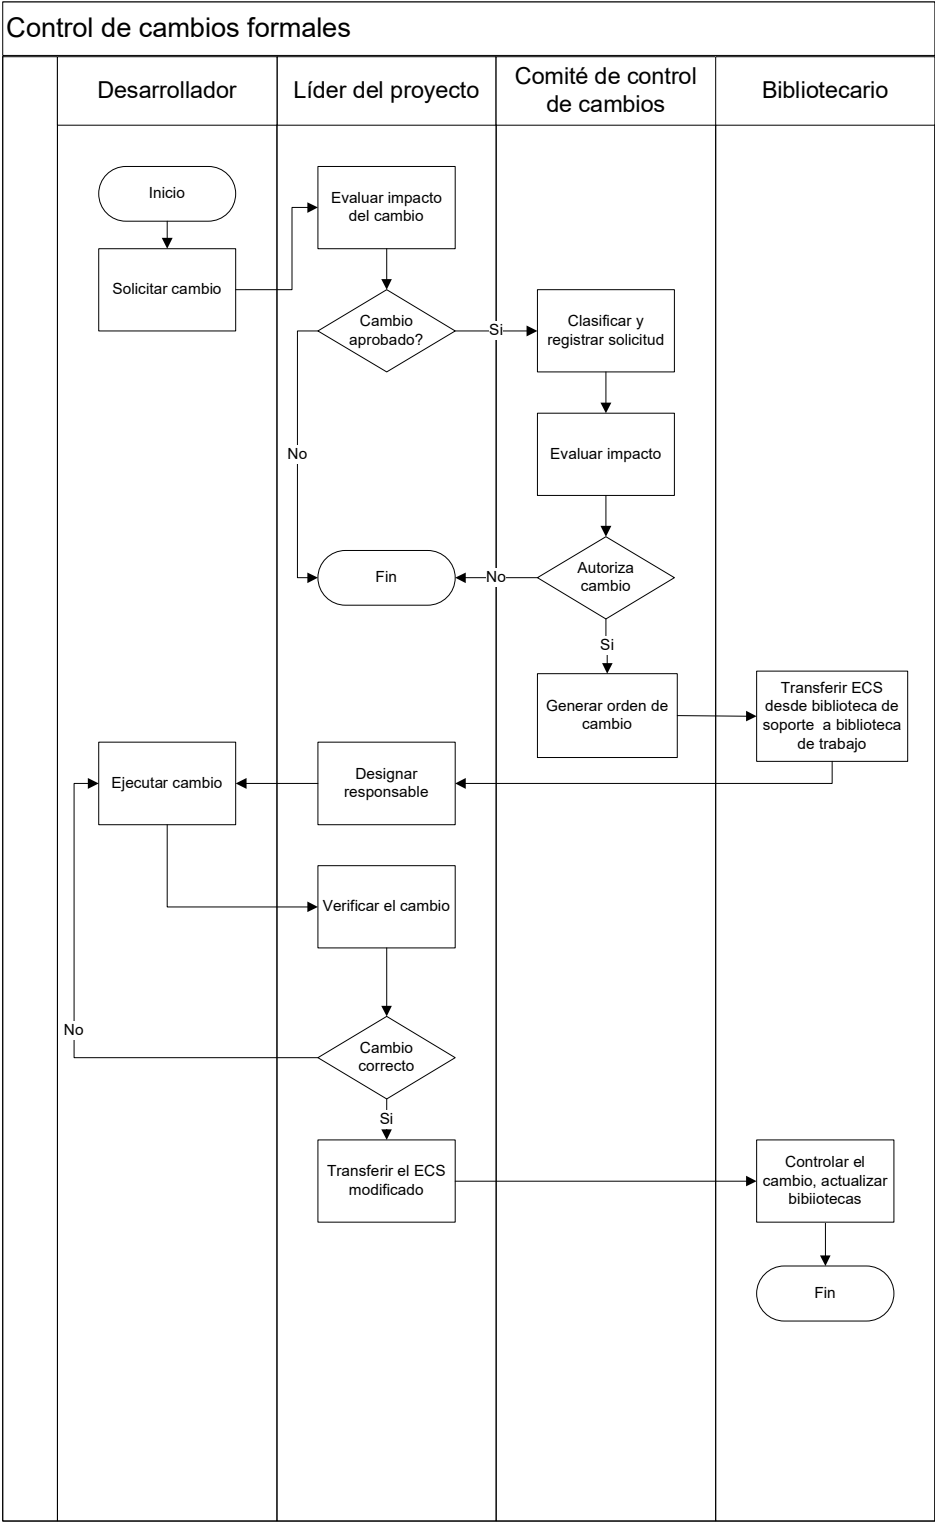 Control de cambios formales
Desarrollador
Líder del proyecto
Comité de control
de cambios
Bibliotecario
Inicio
Evaluar impacto
del cambio
Solicitar cambio
Cambio
aprobado?
Si
Clasificar y
registrar solicitud
No
Evaluar impacto
Fin
No
Autoriza
cambio
Si
Generar orden de
cambio
Transferir ECS
desde biblioteca de
soporte a biblioteca
de trabajo
Ejecutar cambio
Designar
responsable
Verificar el cambio
No
Cambio
correcto
Si
Transferir el ECS
modificado
Controlar el
cambio, actualizar
bibiiotecas
Fin